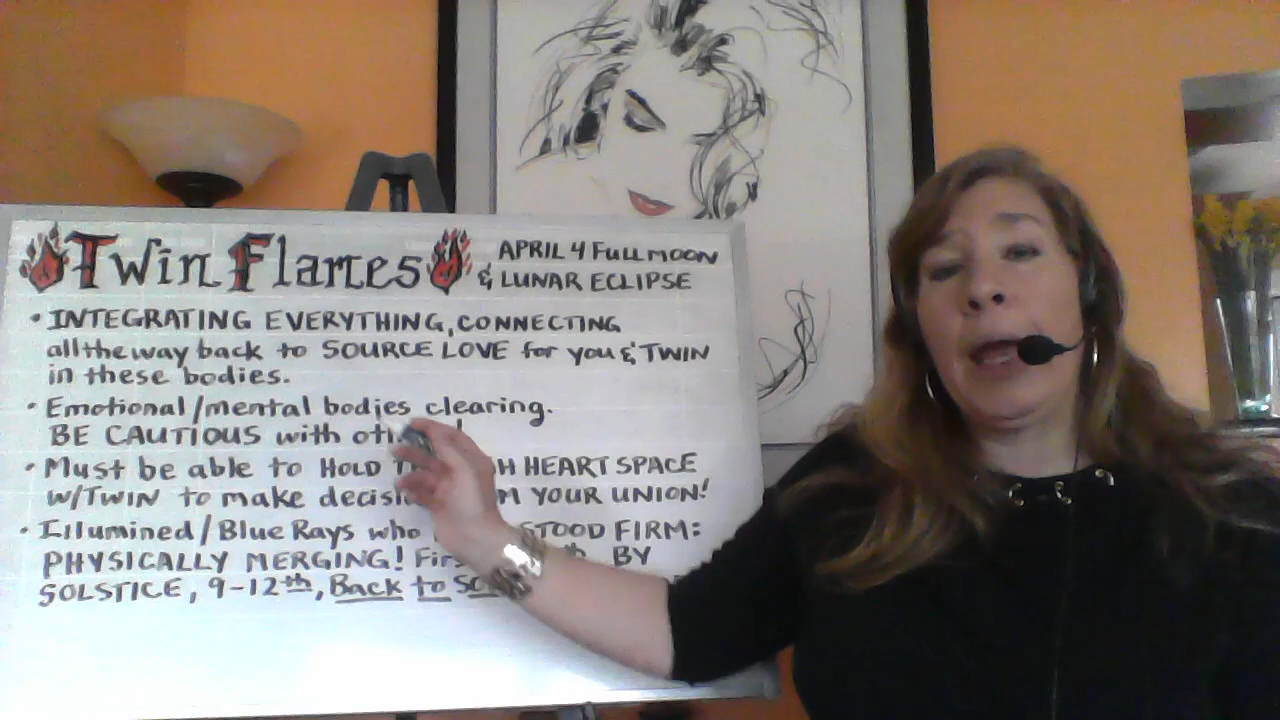 Twin Flames
APRIL 4 FULL MOON
& LUNAR ECLIPSE
• INTEGRATING EVERYTHING, CONNECTING
all the way back to SOURCE LOVE for you & TWIN
in these bodies.
• Emotional/mental bodies clearing.
BE CAUTIOUS with
• Must be able to HOLD HEART SPACE
W/TWIN to make YOUR UNION!
• Illumined/Blue Rays who STOOD FIRM:
PHYSICALLY MERGING! BY
SOLSTICE, 9-12th, Back to